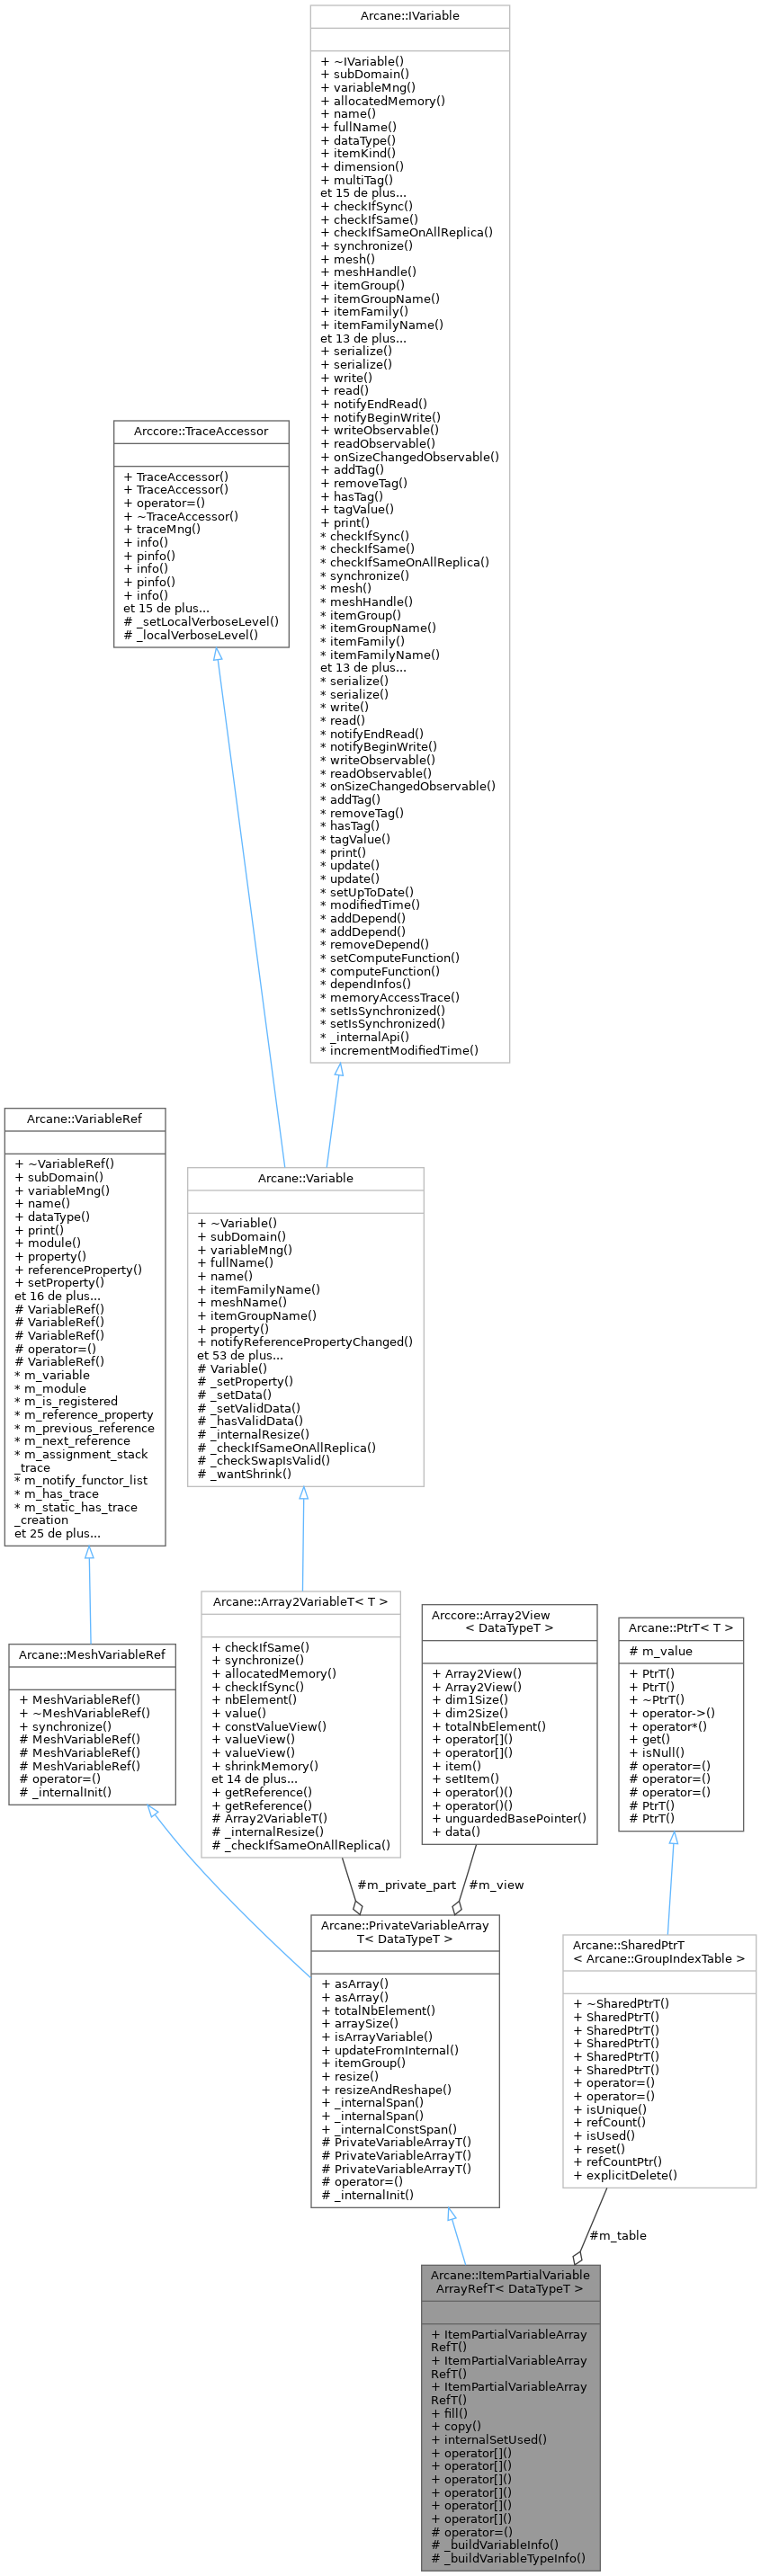 Arcane::IVariable
+ ~IVariable()
+ subDomain()
+ variableMng()
+ allocatedMemory()
+ name()
+ fullName()
+ dataType()
+ itemKind()
+ dimension()
+ multiTag()
et 15 de plus...
+ checkIfSync()
+ checkIfSame()
+ checkIfSameOnAllReplica()
+ synchronize()
+ mesh()
+ meshHandle()
+ itemGroup()
+ itemGroupName()
+ itemFamily()
+ itemFamilyName()
et 13 de plus...
+ serialize()
+ serialize()
+ write()
+ read()
+ notifyEndRead()
+ notifyBeginWrite()
+ writeObservable()
+ readObservable()
+ onSizeChangedObservable()
+ addTag()
+ removeTag()
+ hasTag()
+ tagValue()
+ print()
* checkIfSync()
* checkIfSame()
* checkIfSameOnAllReplica()
* synchronize()
* mesh()
* meshHandle()
* itemGroup()
* itemGroupName()
* itemFamily()
* itemFamilyName()
et 13 de plus...
* serialize()
* serialize()
* write()
* read()
* notifyEndRead()
* notifyBeginWrite()
* writeObservable()
* readObservable()
* onSizeChangedObservable()
* addTag()
* removeTag()
* hasTag()
* tagValue()
* print()
* update()
* update()
* setUpToDate()
* modifiedTime()
* addDepend()
* addDepend()
* removeDepend()
* setComputeFunction()
* computeFunction()
* dependInfos()
* memoryAccessTrace()
* setIsSynchronized()
* setIsSynchronized()
* _internalApi()
* incrementModifiedTime()
Arccore::TraceAccessor
+ TraceAccessor()
+ TraceAccessor()
+ operator=()
+ ~TraceAccessor()
+ traceMng()
+ info()
+ pinfo()
+ info()
+ pinfo()
+ info()
et 15 de plus...
# _setLocalVerboseLevel()
# _localVerboseLevel()
Arcane::VariableRef
+ ~VariableRef()
+ subDomain()
+ variableMng()
+ name()
+ dataType()
+ print()
+ module()
+ property()
+ referenceProperty()
+ setProperty()
et 16 de plus...
# VariableRef()
# VariableRef()
# VariableRef()
# operator=()
# VariableRef()
* m_variable
* m_module
* m_is_registered
* m_reference_property
* m_previous_reference
* m_next_reference
* m_assignment_stack
_trace
* m_notify_functor_list
* m_has_trace
* m_static_has_trace
_creation
et 25 de plus...
Arcane::Variable
+ ~Variable()
+ subDomain()
+ variableMng()
+ fullName()
+ name()
+ itemFamilyName()
+ meshName()
+ itemGroupName()
+ property()
+ notifyReferencePropertyChanged()
et 53 de plus...
# Variable()
# _setProperty()
# _setData()
# _setValidData()
# _hasValidData()
# _internalResize()
# _checkIfSameOnAllReplica()
# _checkSwapIsValid()
# _wantShrink()
Arcane::MeshVariableRef
+ MeshVariableRef()
+ ~MeshVariableRef()
+ synchronize()
# MeshVariableRef()
# MeshVariableRef()
# MeshVariableRef()
# operator=()
# _internalInit()
Arcane::Array2VariableT< T >
+ checkIfSame()
+ synchronize()
+ allocatedMemory()
+ checkIfSync()
+ nbElement()
+ value()
+ constValueView()
+ valueView()
+ valueView()
+ shrinkMemory()
et 14 de plus...
+ getReference()
+ getReference()
# Array2VariableT()
# _internalResize()
# _checkIfSameOnAllReplica()
Arccore::Array2View
< DataTypeT >
+ Array2View()
+ Array2View()
+ dim1Size()
+ dim2Size()
+ totalNbElement()
+ operator[]()
+ operator[]()
+ item()
+ setItem()
+ operator()()
+ operator()()
+ unguardedBasePointer()
+ data()
Arcane::PtrT< T >
# m_value
+ PtrT()
+ PtrT()
+ ~PtrT()
+ operator->()
+ operator*()
+ get()
+ isNull()
# operator=()
# operator=()
# operator=()
# PtrT()
# PtrT()
#m_private_part
#m_view
Arcane::PrivateVariableArray
T< DataTypeT >
+ asArray()
+ asArray()
+ totalNbElement()
+ arraySize()
+ isArrayVariable()
+ updateFromInternal()
+ itemGroup()
+ resize()
+ resizeAndReshape()
+ _internalSpan()
+ _internalSpan()
+ _internalConstSpan()
# PrivateVariableArrayT()
# PrivateVariableArrayT()
# PrivateVariableArrayT()
# operator=()
# _internalInit()
Arcane::SharedPtrT
< Arcane::GroupIndexTable >
+ ~SharedPtrT()
+ SharedPtrT()
+ SharedPtrT()
+ SharedPtrT()
+ SharedPtrT()
+ SharedPtrT()
+ operator=()
+ operator=()
+ isUnique()
+ refCount()
+ isUsed()
+ reset()
+ refCountPtr()
+ explicitDelete()
#m_table
Arcane::ItemPartialVariable
ArrayRefT< DataTypeT >
+ ItemPartialVariableArray
RefT()
+ ItemPartialVariableArray
RefT()
+ ItemPartialVariableArray
RefT()
+ fill()
+ copy()
+ internalSetUsed()
+ operator[]()
+ operator[]()
+ operator[]()
+ operator[]()
+ operator[]()
+ operator[]()
# operator=()
# _buildVariableInfo()
# _buildVariableTypeInfo()